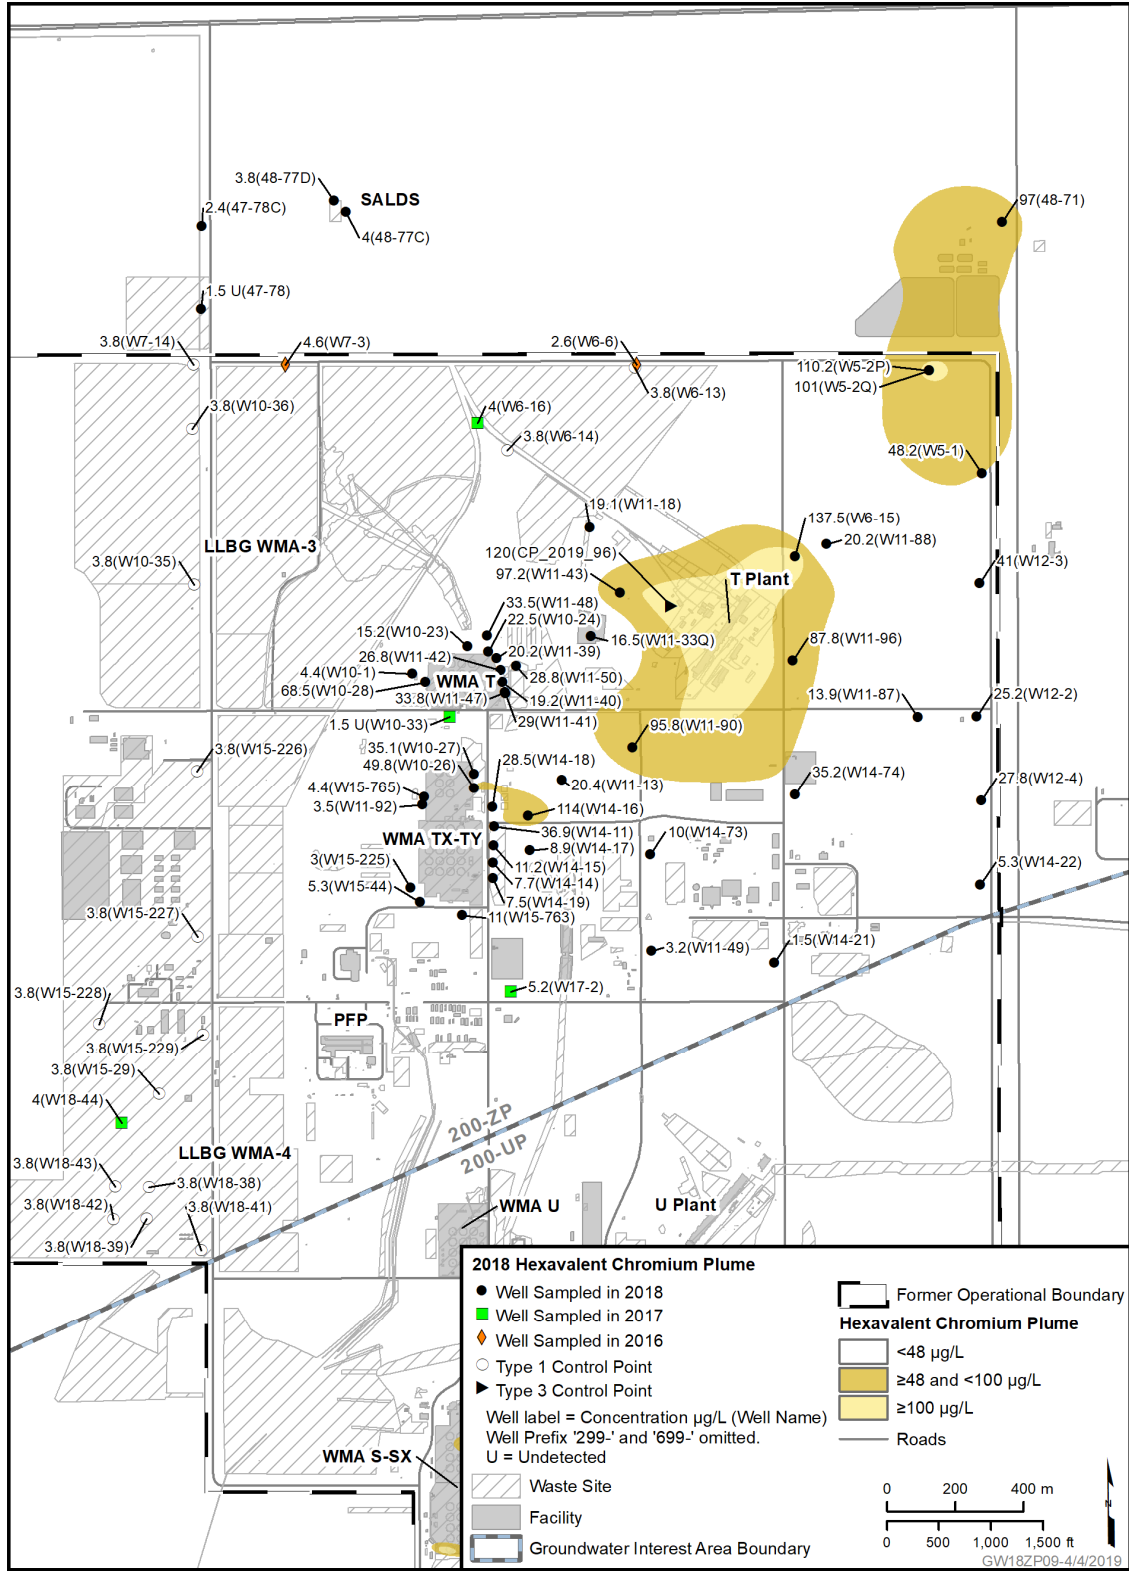 3.8(48-77D)
SALDS
2.4(47-78C)
97(48-71)
4(48-77C)
1.5 U(47-78)
3.8(W7-14)
4.6(W7-3)
2.6(W6-6)
110.2(W5-2P)
101(W5-2Q)
3.8(W6-13)
3.8(W10-36)
4(W6-16)
3.8(W6-14)
48.2(W5-1)
19.1(W11-18)
137.5(W6-15)
20.2(W11-88)
LLBG WMA-3
120(CP_2019_96)
3.8(W10-35)
97.2(W11-43)
T Plant
41(W12-3)
33.5(W11-48)
22.5(W10-24)
15.2(W10-23)
16.5(W11-33Q)
87.8(W11-96)
20.2(W11-39)
26.8(W11-42)
4.4(W10-1)
28.8(W11-50)
WMA T
68.5(W10-28)
33.8(W11-47)
19.2(W11-40)
13.9(W11-87)
25.2(W12-2)
1.5 U(W10-33)
29(W11-41)
95.8(W11-90)
3.8(W15-226)
35.1(W10-27)
28.5(W14-18)
49.8(W10-26)
35.2(W14-74)
27.8(W12-4)
4.4(W15-765)
20.4(W11-13)
3.5(W11-92)
114(W14-16)
WMA TX-TY
36.9(W14-11)
10(W14-73)
8.9(W14-17)
3(W15-225)
11.2(W14-15)
5.3(W14-22)
5.3(W15-44)
7.7(W14-14)
7.5(W14-19)
3.8(W15-227)
11(W15-763)
1.5(W14-21)
3.2(W11-49)
3.8(W15-228)
5.2(W17-2)
PFP
3.8(W15-229)
3.8(W15-29)
4(W18-44)
200-ZP
200-UP
LLBG WMA-4
3.8(W18-43)
3.8(W18-38)
3.8(W18-42)
3.8(W18-41)
WMA U
U Plant
3.8(W18-39)
WMA S-SX
2018 Hexavalent Chromium Plume
Well Sampled in 2018
Well Sampled in 2017
Well Sampled in 2016
Type 1 Control Point
Type 3 Control Point
Well label = Concentration µg/L (Well Name)
Well Prefix '299-' and '699-' omitted.
U = Undetected
Waste Site
Facility
Groundwater Interest Area Boundary
Former Operational Boundary
Hexavalent Chromium Plume
<48 µg/L
≥48 and <100 µg/L
≥100 µg/L
Roads
0 200 400 m
0 500 1,000 1,500 ft
N
GW18ZP09-4/4/2019